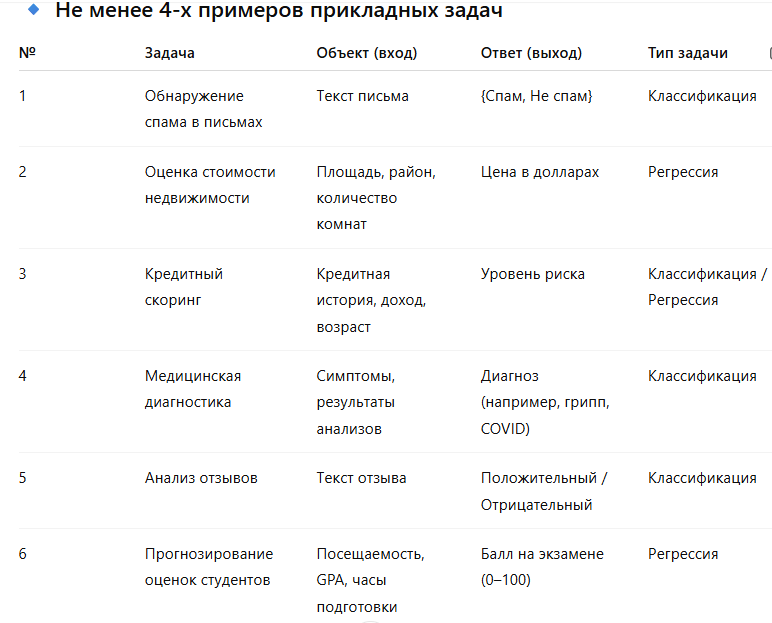 Не менее 4-х примеров прикладных задач
№ Задача Объект (вход) Ответ (выход) Тип задачи
1 Обнаружение Текст письма {Спам, Не спам} Классификация
спама в письмах
2 Оценка стоимости Площадь, район, Цена в долларах Регрессия
недвижимости количество
комнат
3 Кредитный Кредитная Уровень риска Классификация /
скоринг история, доход, Регрессия
возраст
4 Медицинская Симптомы, Диагноз Классификация
диагностика результаты (например, грипп,
анализов COVID)
5 Анализ отзывов Текст отзыва Положительный / Классификация
Отрицательный
6 Прогнозирование Посещаемость, Балл на экзамене Регрессия
оценок студентов GPA, часы (0–100)
подготовки